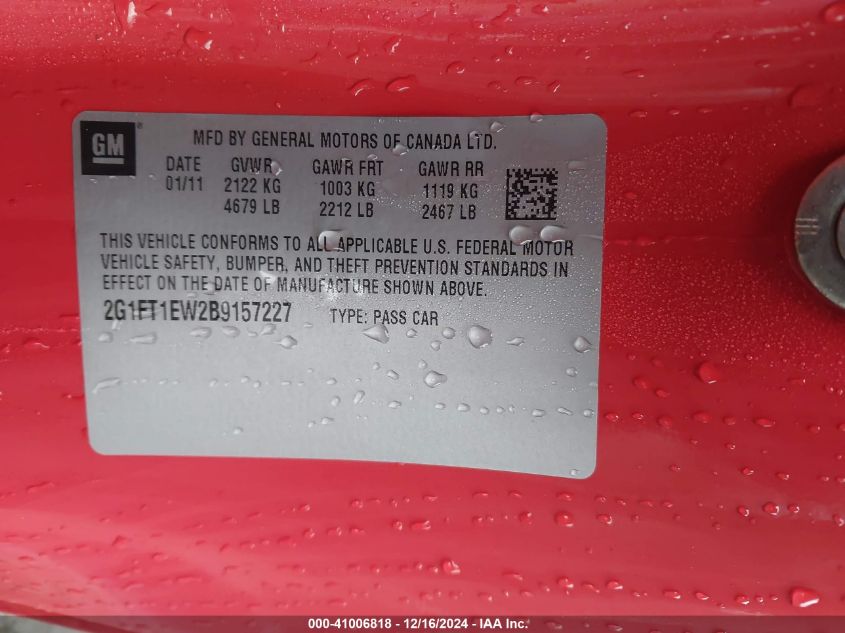 GM
MFD BY GENERAL MOTORS OF CANADA LTD.
DATE GVWR GAWR FRT GAWR RR
01/11 2122 KG 1003 KG 1119 KG
4679 LB 2212 LB 2467 LB
THIS VEHICLE CONFORMS TO ALL APPLICABLE U.S. FEDERAL MOTOR
VEHICLE SAFETY, BUMPER, AND THEFT PREVENTION STANDARDS IN
EFFECT ON THE DATE OF MANUFACTURE SHOWN ABOVE.
2G1FT1EW2B9157227 TYPE: PASS CAR
000-41006818 - 12/16/2024 - IAA Inc.